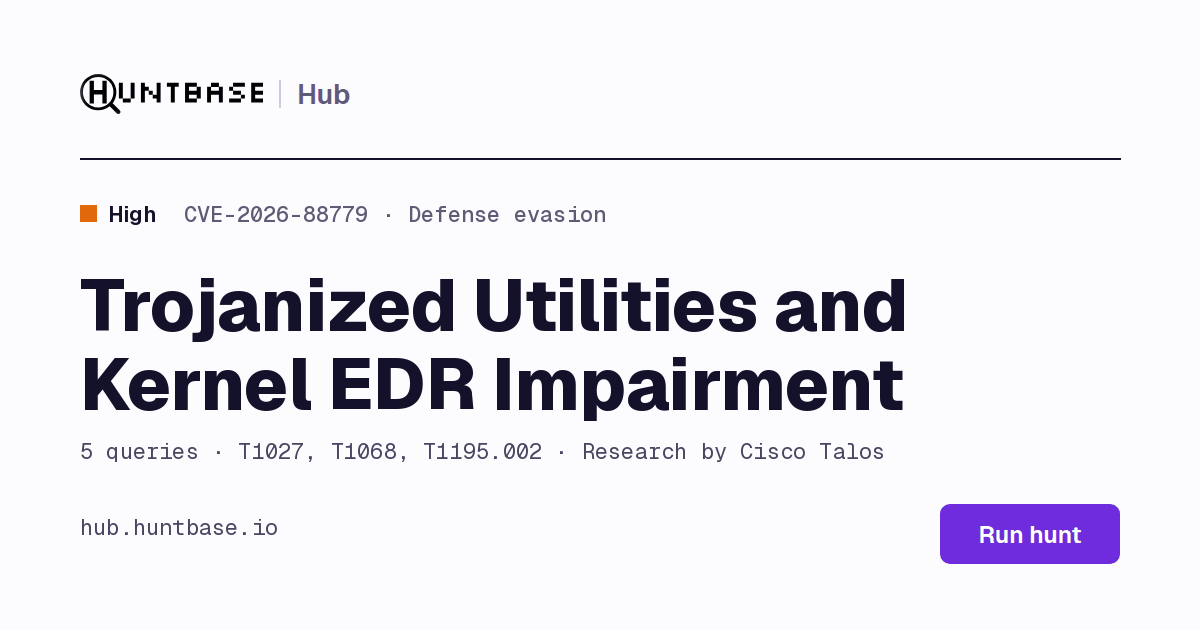 HUNTBASE Hub
High CVE-2026-88779 · Defense evasion
Trojanized Utilities and
Kernel EDR Impairment
5 queries · T1027, T1068, T1195.002 · Research by Cisco Talos
hub.huntbase.io
Run hunt